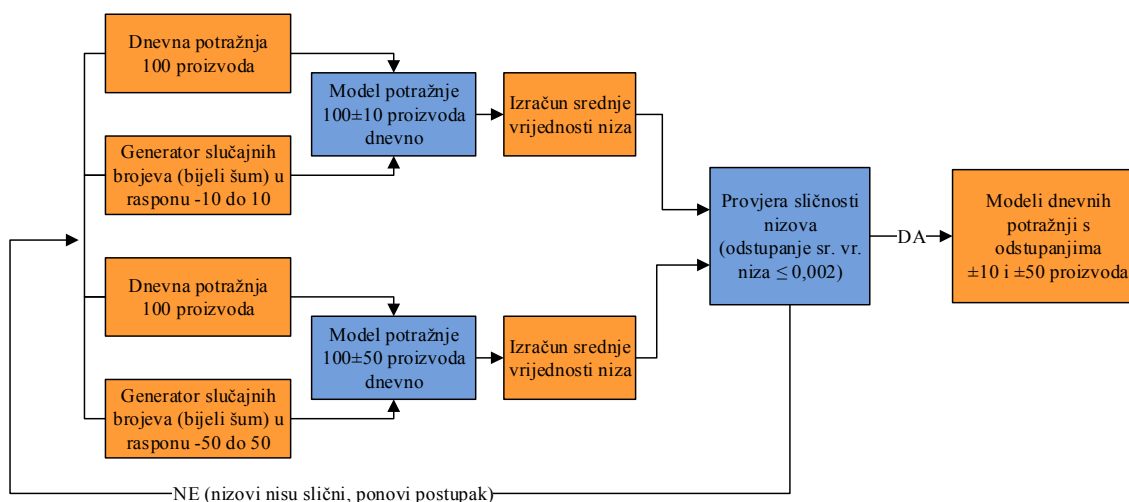 Dnevna potražnja
100 proizvoda
Generator slučajnih
brojeva (bijeli šum) u
rasponu -10 do 10
Model potražnje
100±10 proizvoda
dnevno
Izračun srednje
vrijednosti niza
Dnevna potražnja
100 proizvoda
Generator slučajnih
brojeva (bijeli šum) u
rasponu -50 do 50
Model potražnje
100±50 proizvoda
dnevno
Izračun srednje
vrijednosti niza
Provjera sličnosti
nizova
(odstupanje sr. vr.
niza ≤ 0,002)
DA
Modeli dnevnih
potražnji s
odstupanjima
±10 i ±50 proizvoda
NE (nizovi nisu slični, ponovi postupak)